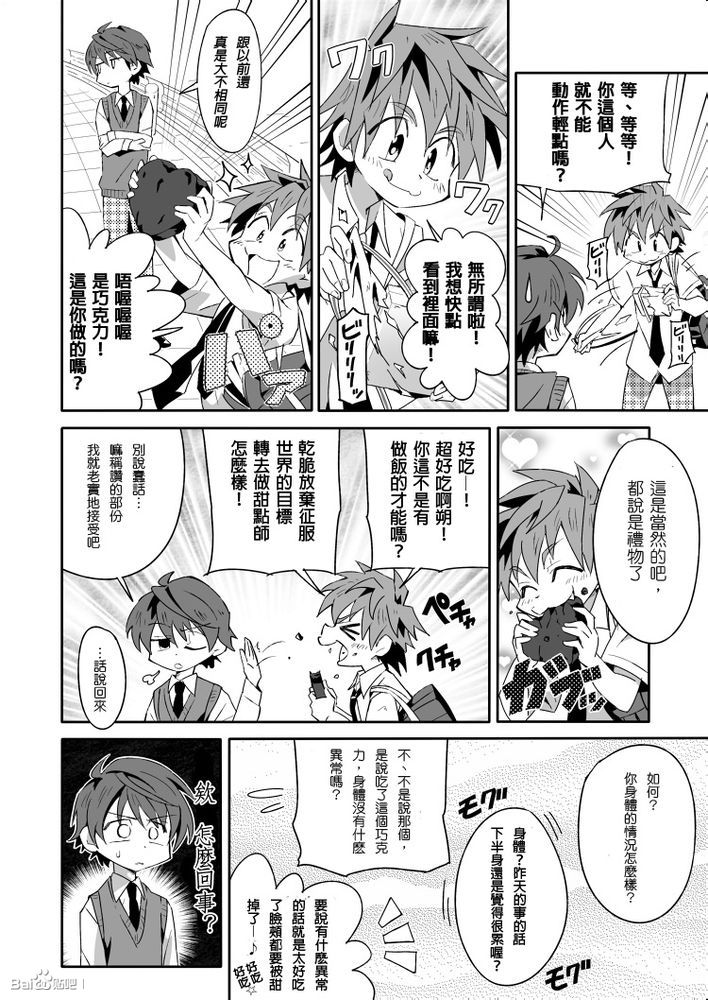 等、等等！
你這個人
就不能
動作輕點嗎？
ビリ
ビリリリ
ワク
ワク
無所謂啦！
我想快點
看到裡面嘛！
跟以前還
真是大不相同呢
唔喔喔喔
是巧克力！
這是你做的嗎？
這是當然的吧，
都說是禮物了
ガブッ
好吃—！
超好吃啊朔！
你這不是有
做飯的才能嗎？
乾脆放棄征服
世界的目標
轉去做甜點師
怎麼樣！
ペチャ
クチャ
別說蠢話…
嘛稱讚的部份
我就老實地接受吧
…話說回來
如何？
你身體的情況怎麼樣？
モグ
身體？昨天的事的話
下半身還是覺得很累喔？
モグ
不、不是說那個，
是說吃了這個巧克
力，身體沒有什麼
異常嗎？
要說有什麼異常
的話就是太好吃
了臉頰都要被甜
掉了—♪
好吃
好吃☆
欸
怎麼回事？
Bai 贴吧